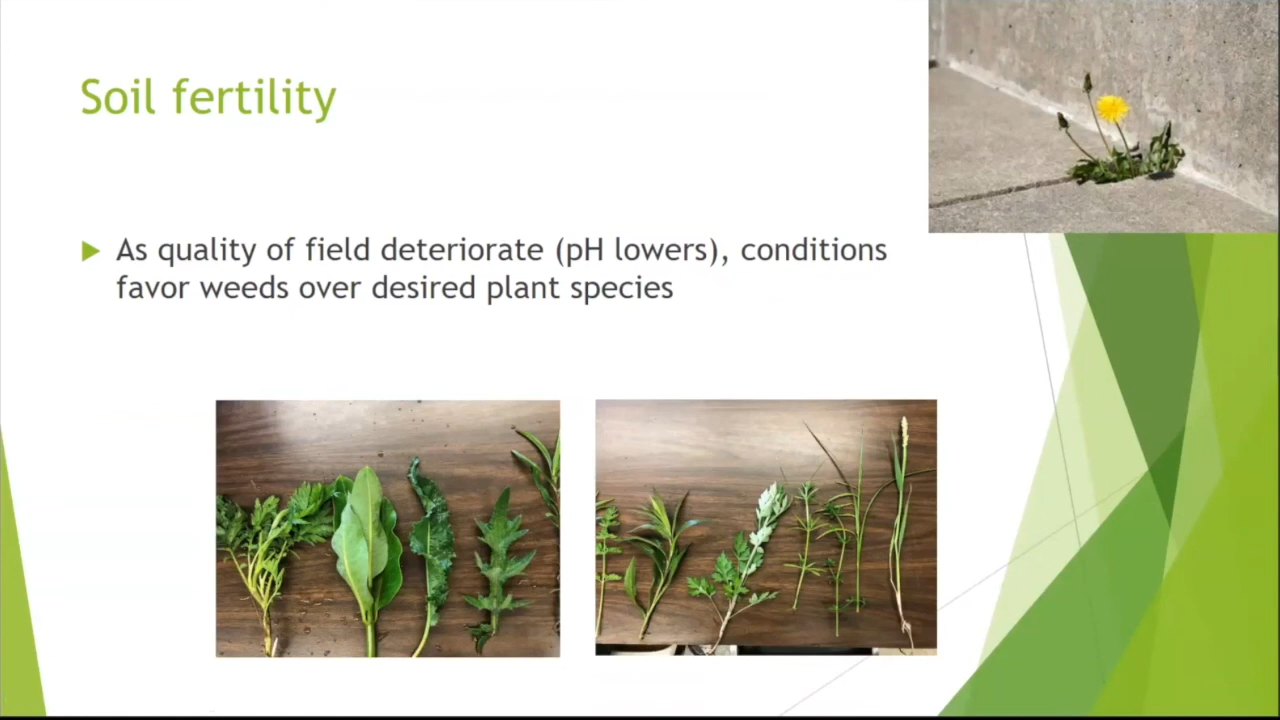 Soil fertility
As quality of field deteriorate (pH lowers), conditions
favor weeds over desired plant species